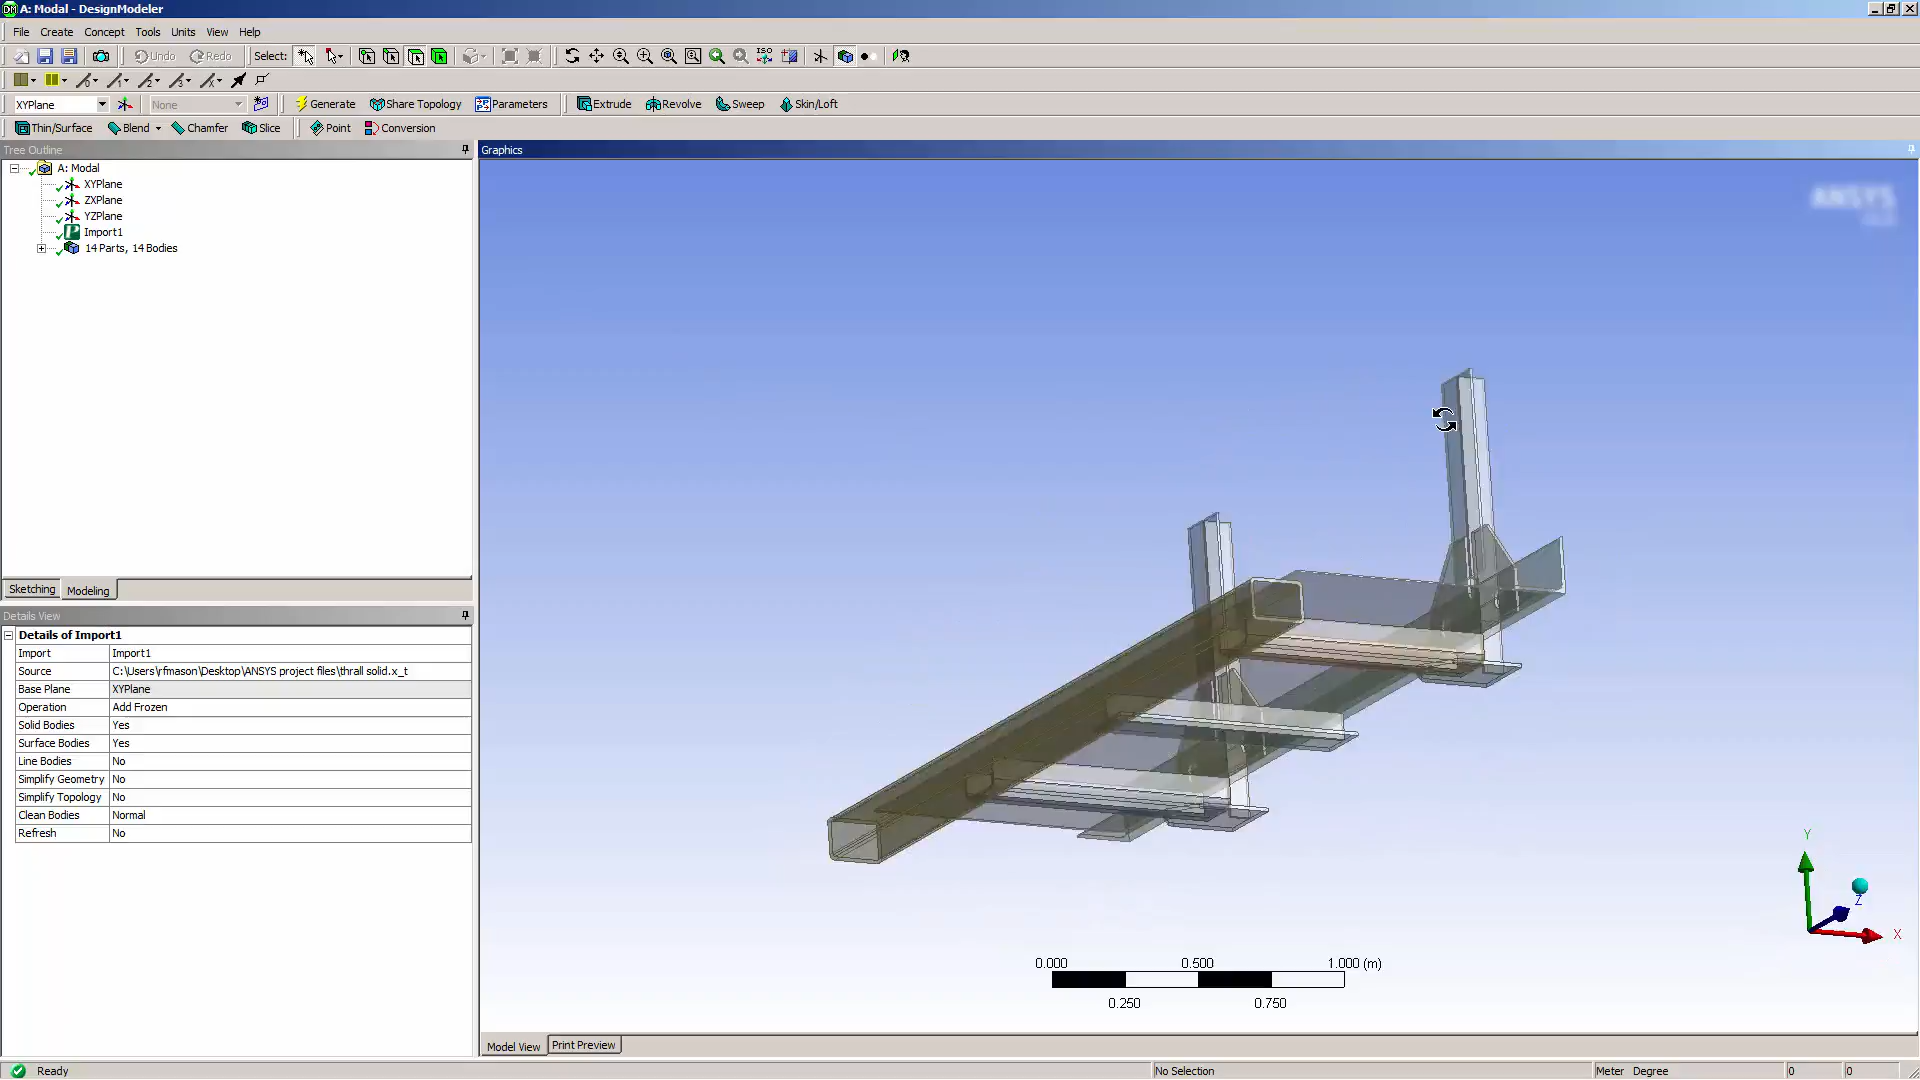 A: Modal - DesignModeler
File Create Concept Tools Units View Help
Undo Redo Select: ISO
XYPlane None Generate Share Topology Parameters Extrude Revolve Sweep Skin/Loft
Thin/Surface Blend Chamfer Slice Point Conversion
Tree Outline
A: Modal
XYPlane
ZXPlane
YZPlane
Import1
14 Parts, 14 Bodies
Sketching Modeling
Details View
Details of Import1
Import Import1
Source C:\Users\rfmason\Desktop\ANSYS project files\thrall solid.x_t
Base Plane XYPlane
Operation Add Frozen
Solid Bodies Yes
Surface Bodies Yes
Line Bodies No
Simplify Geometry No
Simplify Topology No
Clean Bodies Normal
Refresh No
Graphics
ANSYS
Y
Z
X
0.000 0.500 1.000 (m)
0.250 0.750
Model View Print Preview
Ready No Selection Meter Degree 0 0